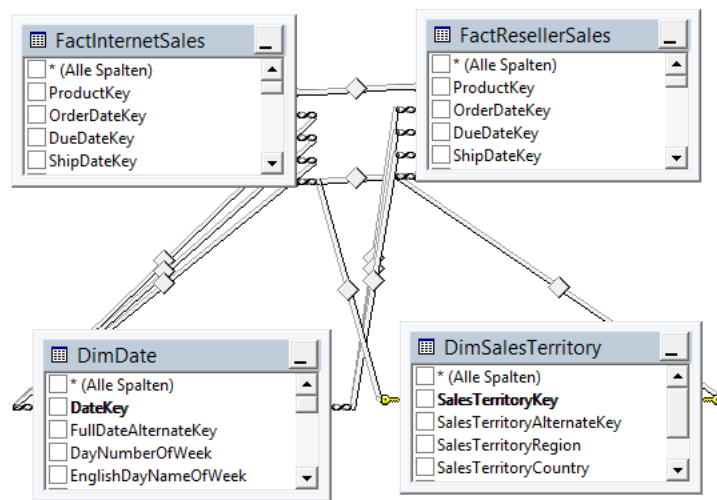 FactInternetSales
* (Alle Spalten)
ProductKey
OrderDateKey
DueDateKey
ShipDateKey
FactResellerSales
* (Alle Spalten)
ProductKey
OrderDateKey
DueDateKey
ShipDateKey
DimDate
* (Alle Spalten)
DateKey
FullDateAlternateKey
DayNumberOfWeek
EnglishDayNameOfWeek
DimSalesTerritory
* (Alle Spalten)
SalesTerritoryKey
SalesTerritoryAlternateKey
SalesTerritoryRegion
SalesTerritoryCountry